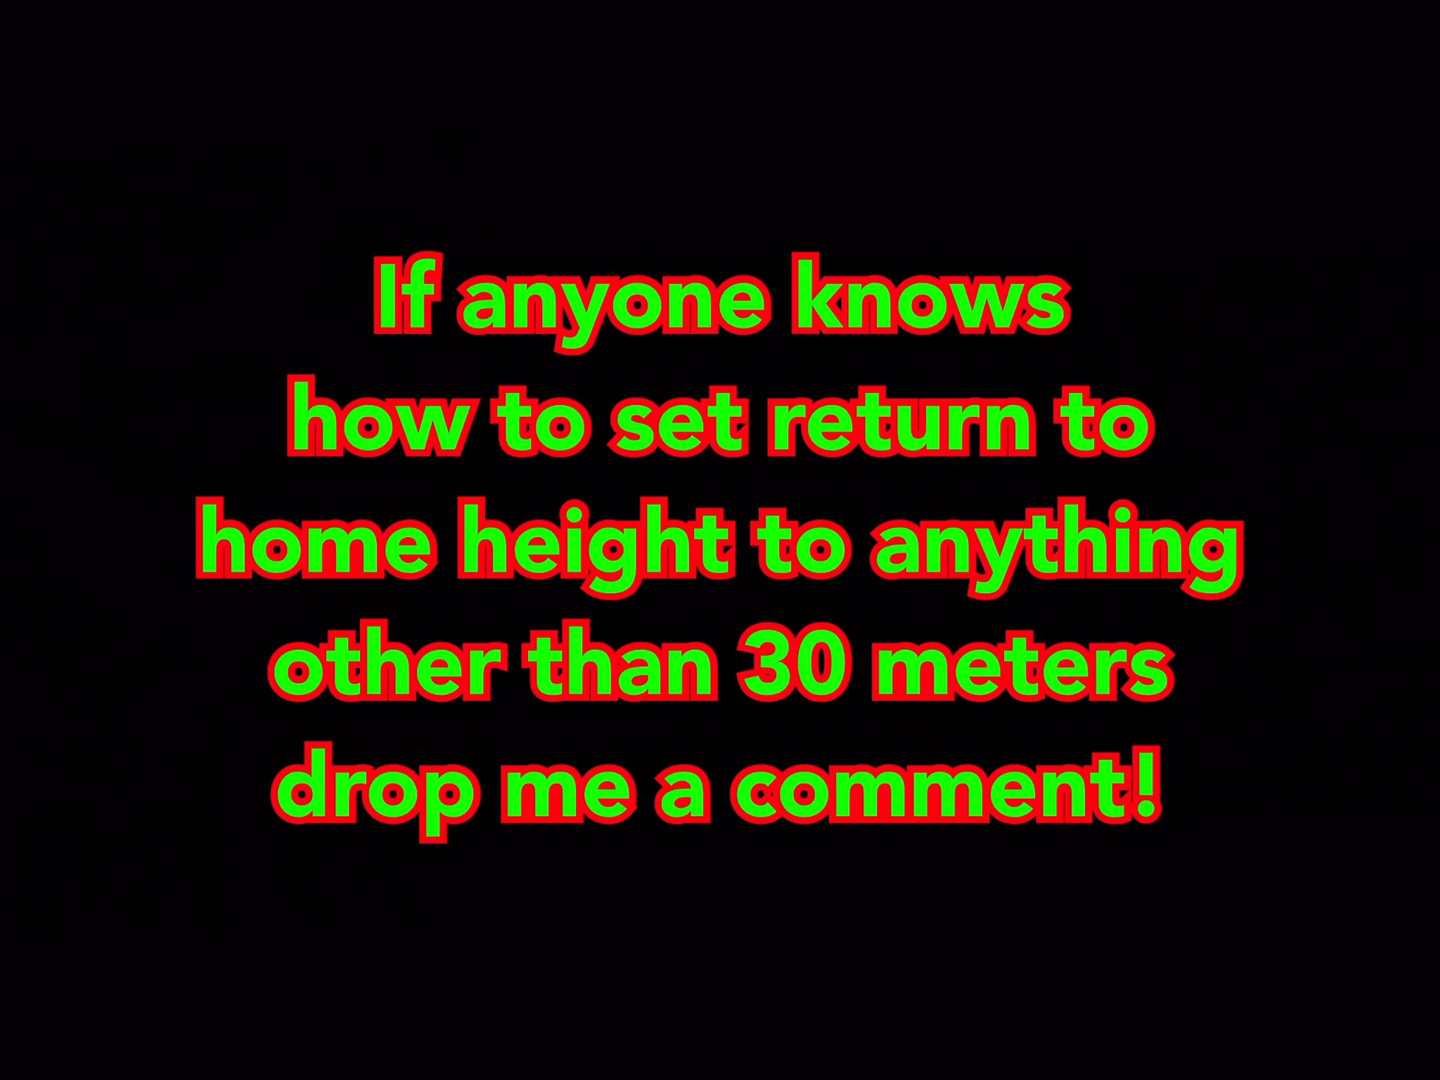 If anyone knows
how to set return to
home height to anything
other than 30 meters
drop me a comment!